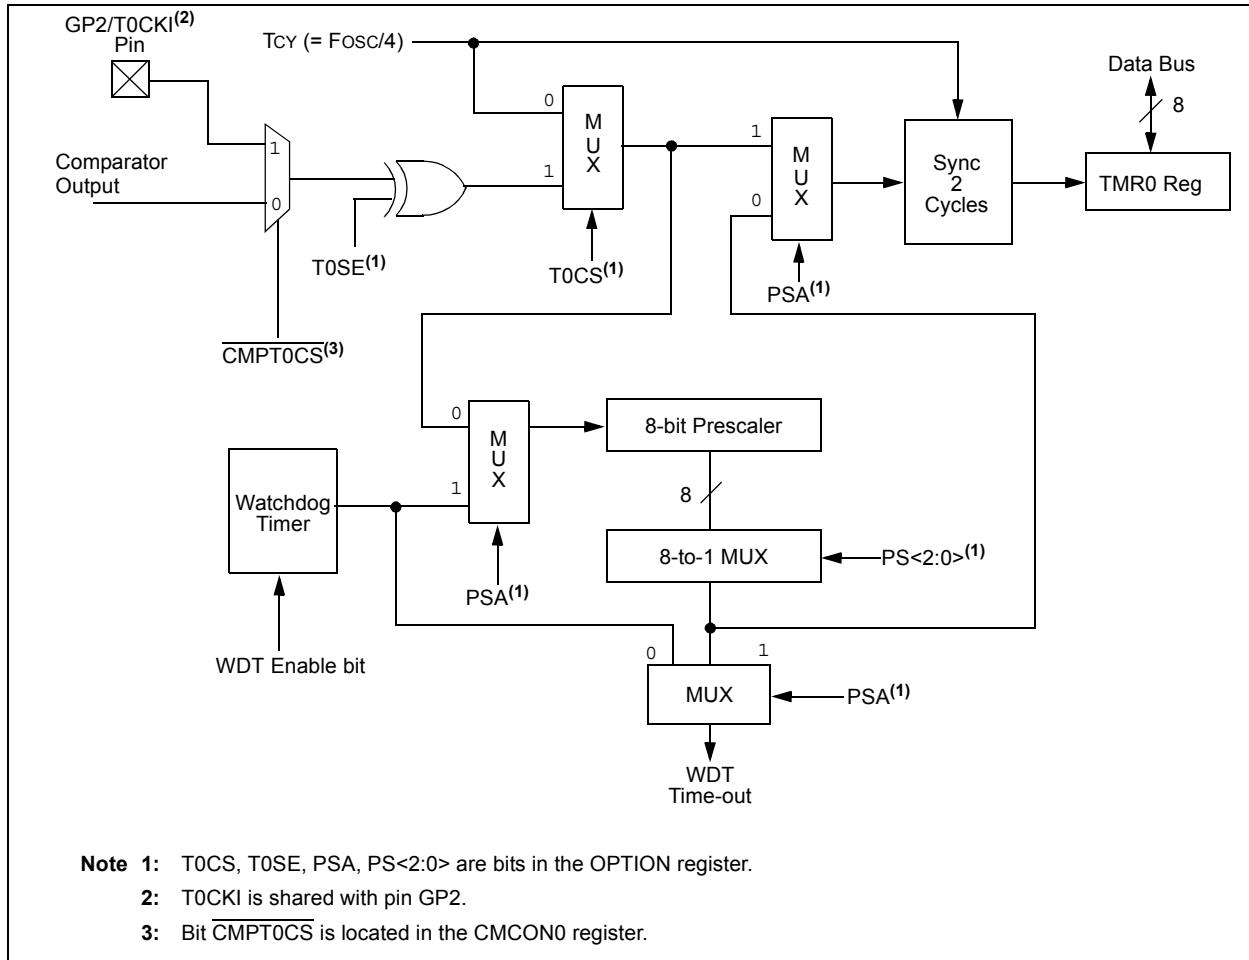 GP2/T0CKI(2)
Pin
TCY (= FOSC/4)
Data Bus
8
0
M
U
X
1
1
M
U
X
0
Sync
2
Cycles
TMR0 Reg
Comparator
Output
1
0
T0SE(1)
T0CS(1)
PSA(1)
CMPT0CS(3)
0
M
U
X
1
8-bit Prescaler
8
Watchdog
Timer
8-to-1 MUX
PS<2:0>(1)
PSA(1)
WDT Enable bit
0
1
MUX
PSA(1)
WDT
Time-out
Note 1: T0CS, T0SE, PSA, PS<2:0> are bits in the OPTION register.
2: T0CKI is shared with pin GP2.
3: Bit CMPT0CS is located in the CMCON0 register.